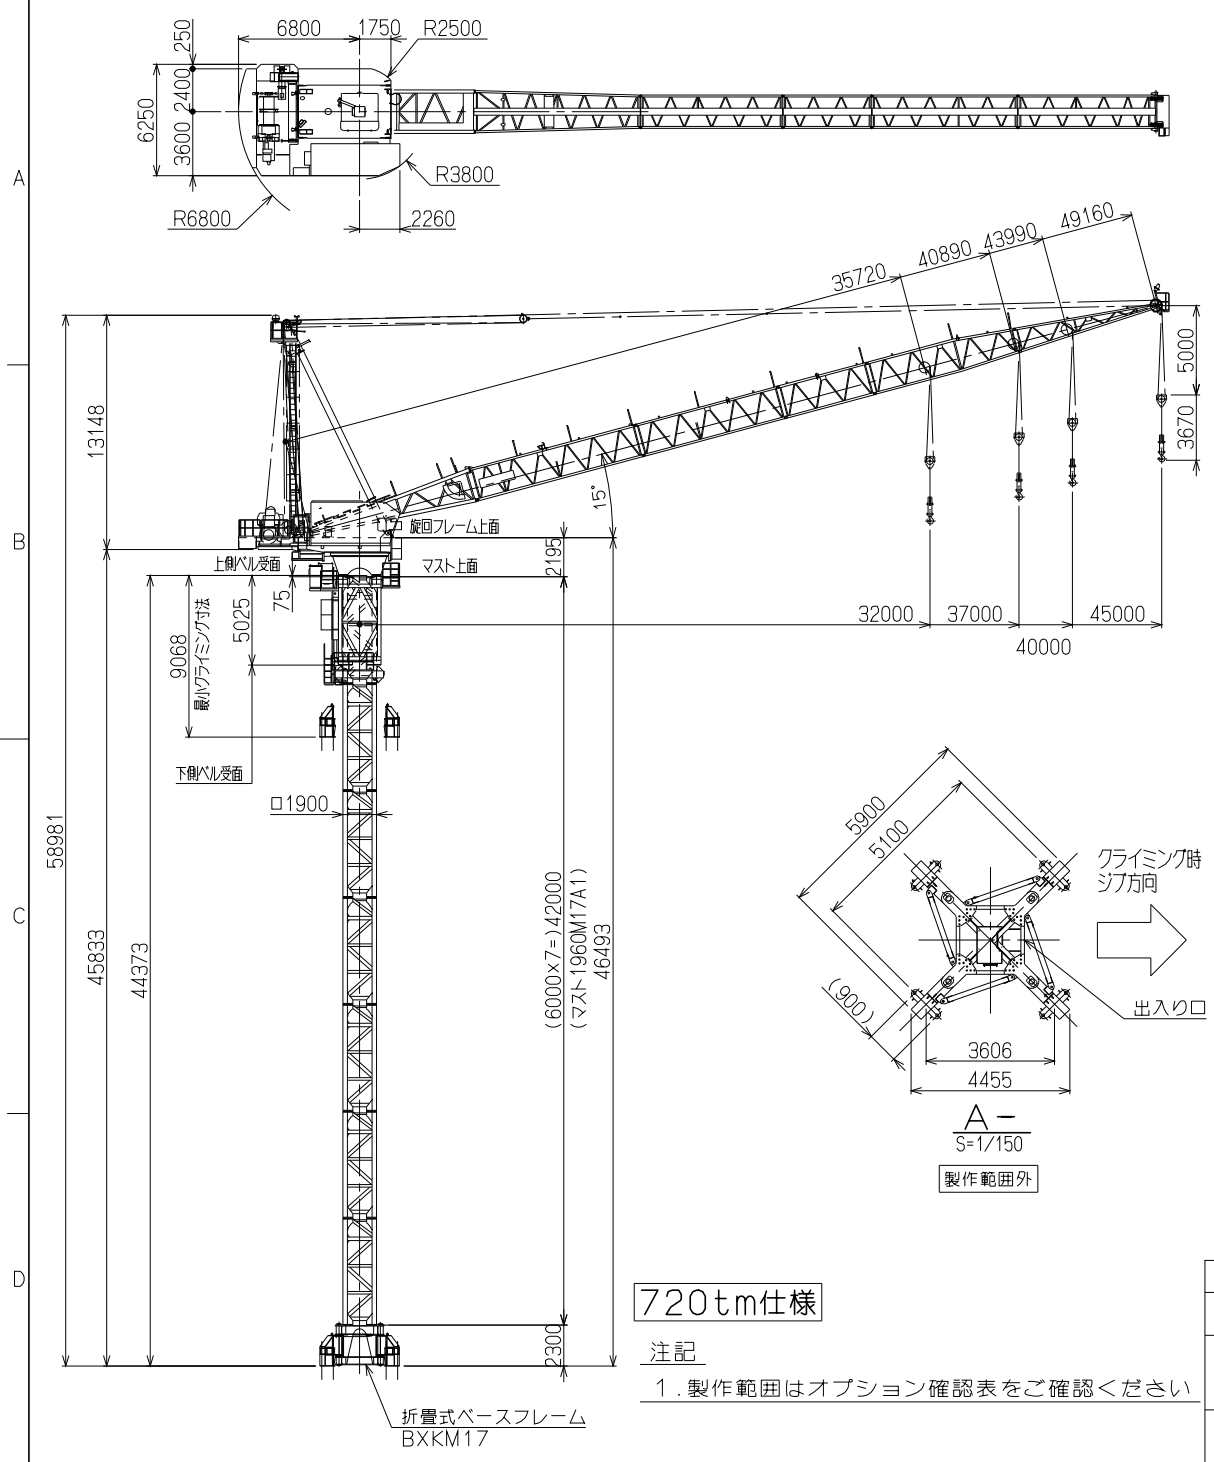 6800
1750
R2500
250
2400
6250
3600
R3800
R6800
2260
A
49160
43990
40890
35720
5000
3670
13148
15°
旋回フレーム上面
B
上側ベル受面
マスト上面
2195
75
5025
最小クライミング寸法
9068
32000
37000
45000
40000
下側ベル受面
□1900
58981
45833
44373
(6000x7=)42000
(マスト1960M17A1)
46493
5900
5100
クライミング時
ジブ方向
C
(900)
出入り口
3606
4455
A－
S=1/150
製作範囲外
D
720tm仕様
2300
注記
1.製作範囲はオプション確認表をご確認ください
折畳式ベースフレーム
BXKM17